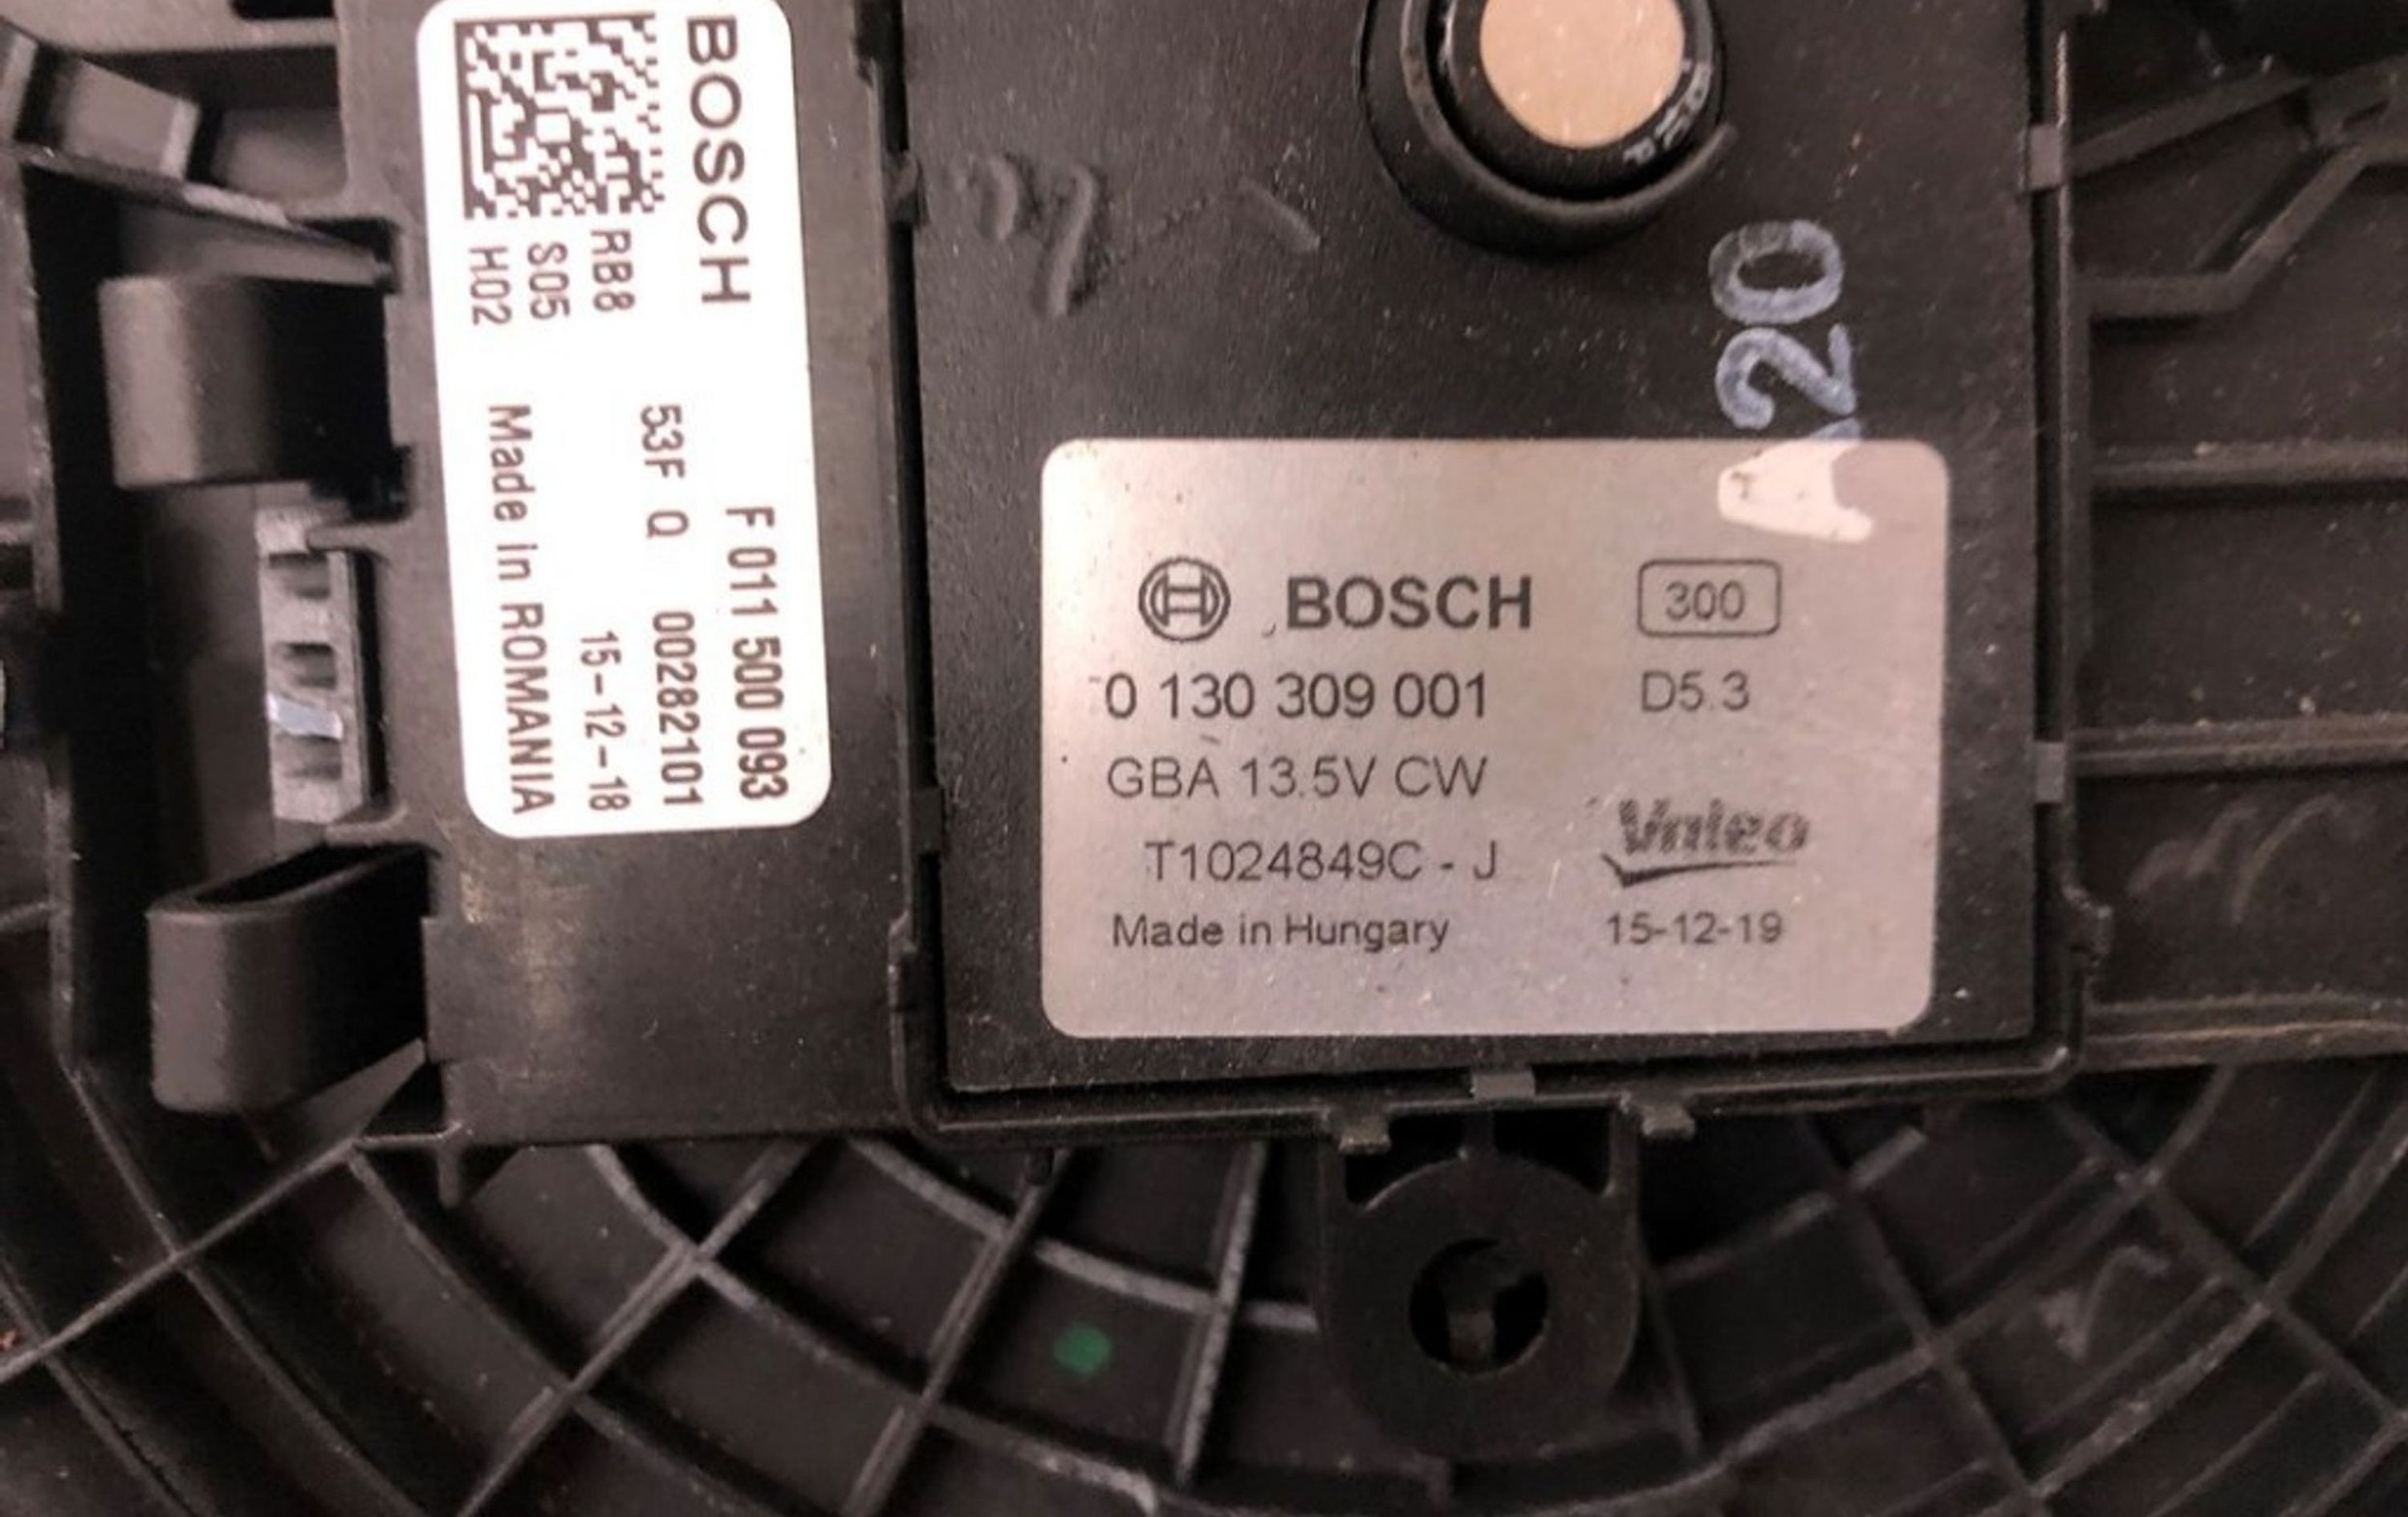 BOSCH
F 011 500 093
RB8
53F Q 00282101
S05
15-12-18
H02
Made in ROMANIA
A20
BOSCH
300
0 130 309 001
D5.3
GBA 13.5V CW
T1024849C - J
Valeo
Made in Hungary
15-12-19